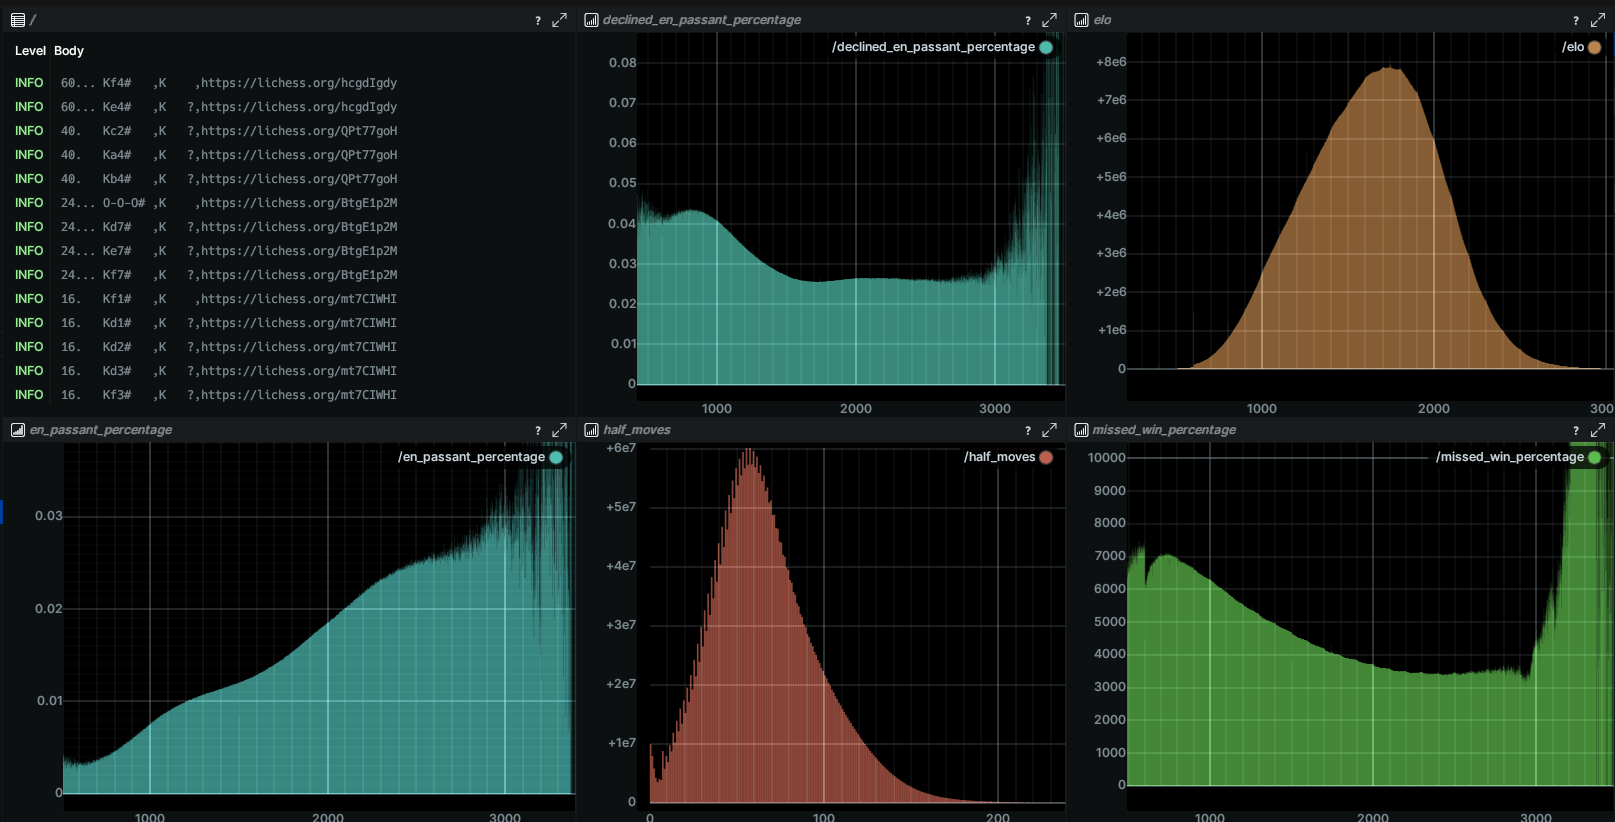 / ?
Level Body
INFO 60... Kf4# ,K ,https://lichess.org/hcgdIgdy
INFO 60... Ke4# ,K ?,https://lichess.org/hcgdIgdy
INFO 40. Kc2# ,K ?,https://lichess.org/QPt77goH
INFO 40. Ka4# ,K ?,https://lichess.org/QPt77goH
INFO 40. Kb4# ,K ?,https://lichess.org/QPt77goH
INFO 24... O-O-O# ,K ,https://lichess.org/BtgE1p2M
INFO 24... Kd7# ,K ?,https://lichess.org/BtgE1p2M
INFO 24... Ke7# ,K ?,https://lichess.org/BtgE1p2M
INFO 24... Kf7# ,K ?,https://lichess.org/BtgE1p2M
INFO 16. Kf1# ,K ,https://lichess.org/mt7CIWHI
INFO 16. Kd1# ,K ?,https://lichess.org/mt7CIWHI
INFO 16. Kd2# ,K ?,https://lichess.org/mt7CIWHI
INFO 16. Kd3# ,K ?,https://lichess.org/mt7CIWHI
INFO 16. Kf3# ,K ?,https://lichess.org/mt7CIWHI
declined_en_passant_percentage ?
/declined_en_passant_percentage
0.08
0.07
0.06
0.05
0.04
0.03
0.02
0.01
0
1000 2000 3000
elo ?
/elo
+8e6
+7e6
+6e6
+5e6
+4e6
+3e6
+2e6
+1e6
0
1000 2000 300
en_passant_percentage ?
/en_passant_percentage
0.03
0.02
0.01
0
1000 2000 3000
half_moves ?
/half_moves
+6e7
+5e7
+4e7
+3e7
+2e7
+1e7
0
0 100 200
missed_win_percentage ?
/missed_win_percentage
10000
9000
8000
7000
6000
5000
4000
3000
2000
1000
0
1000 2000 3000